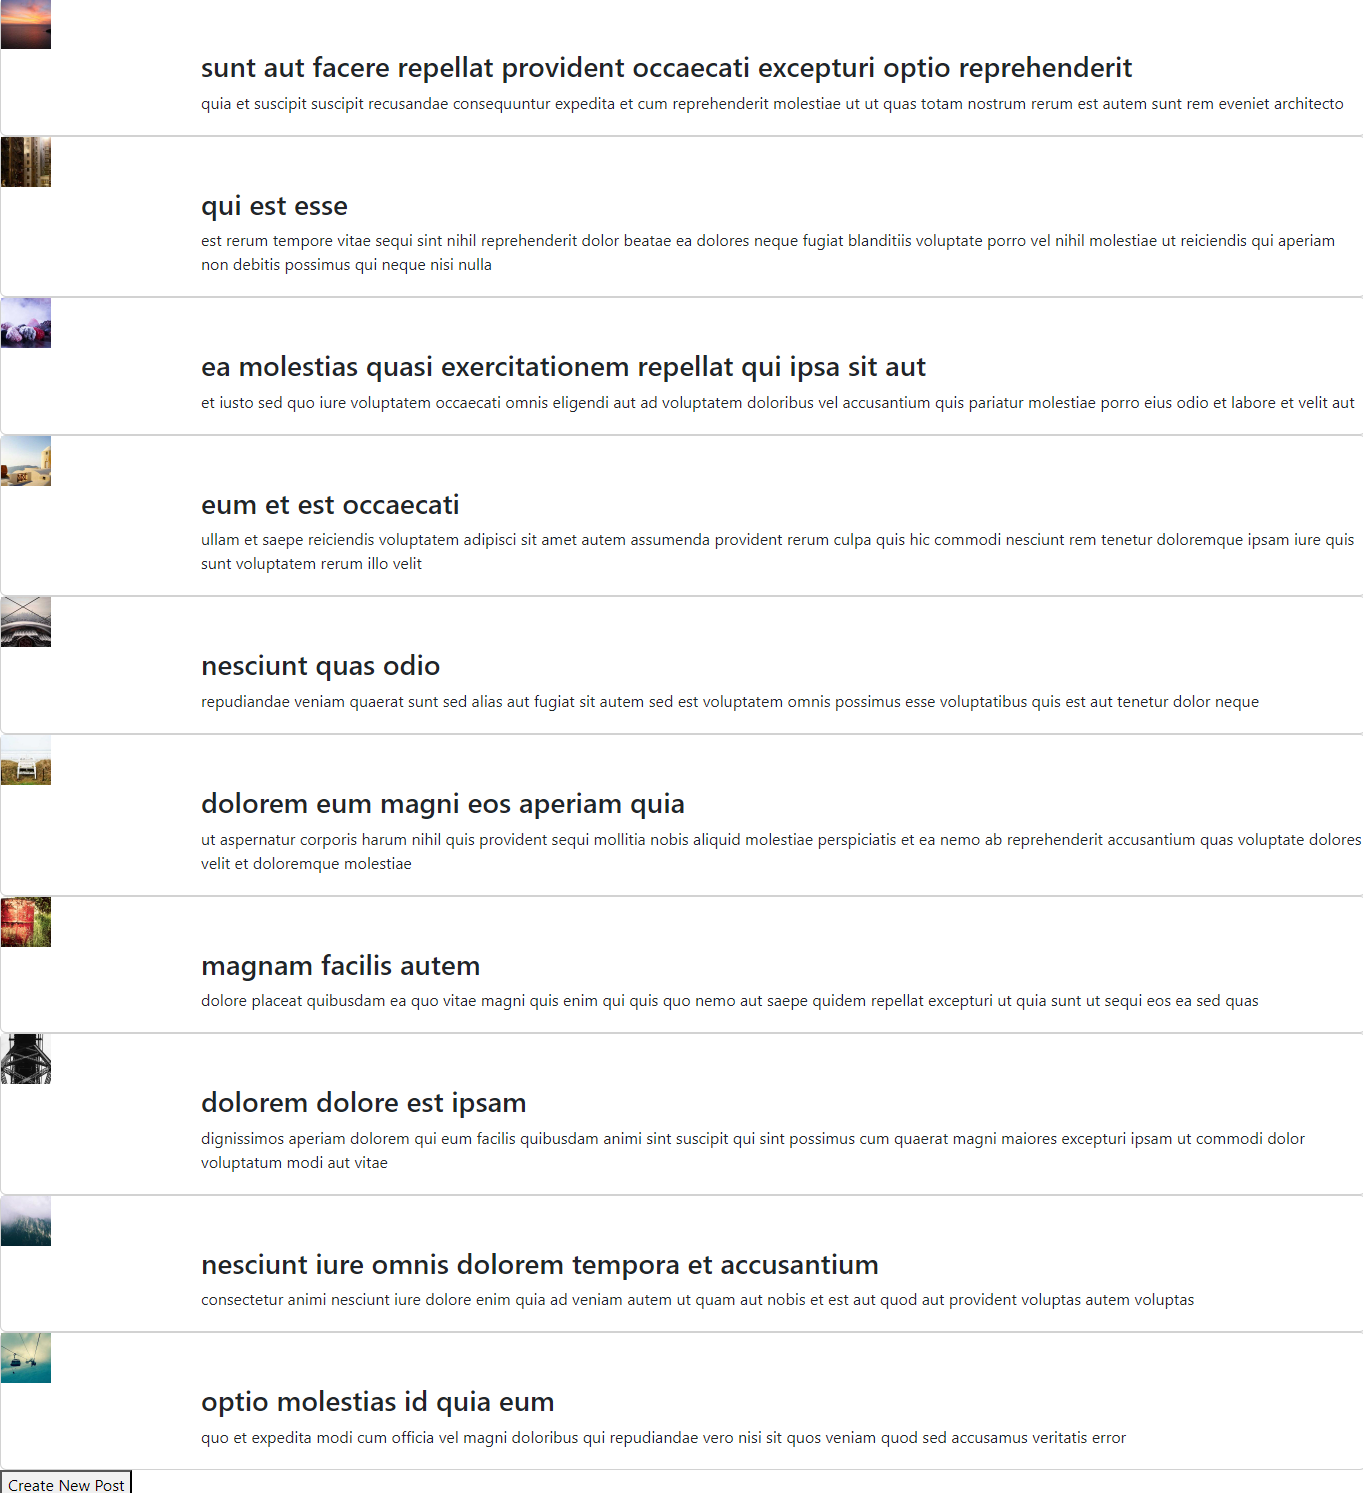 sunt aut facere repellat provident occaecati excepturi optio reprehenderit
quia et suscipit suscipit recusandae consequuntur expedita et cum reprehenderit molestiae ut ut quas totam nostrum rerum est autem sunt rem eveniet architecto
qui est esse
est rerum tempore vitae sequi sint nihil reprehenderit dolor beatae ea dolores neque fugiat blanditiis voluptate porro vel nihil molestiae ut reiciendis qui aperiam
non debitis possimus qui neque nisi nulla
ea molestias quasi exercitationem repellat qui ipsa sit aut
et iusto sed quo iure voluptatem occaecati omnis eligendi aut ad voluptatem doloribus vel accusantium quis pariatur molestiae porro eius odio et labore et velit aut
eum et est occaecati
ullam et saepe reiciendis voluptatem adipisci sit amet autem assumenda provident rerum culpa quis hic commodi nesciunt rem tenetur doloremque ipsam iure quis
sunt voluptatem rerum illo velit
nesciunt quas odio
repudiandae veniam quaerat sunt sed alias aut fugiat sit autem sed est voluptatem omnis possimus esse voluptatibus quis est aut tenetur dolor neque
dolorem eum magni eos aperiam quia
ut aspernatur corporis harum nihil quis provident sequi mollitia nobis aliquid molestiae perspiciatis et ea nemo ab reprehenderit accusantium quas voluptate dolores
velit et doloremque molestiae
magnam facilis autem
dolore placeat quibusdam ea quo vitae magni quis enim qui quis quo nemo aut saepe quidem repellat excepturi ut quia sunt ut sequi eos ea sed quas
dolorem dolore est ipsam
dignissimos aperiam dolorem qui eum facilis quibusdam animi sint suscipit qui sint possimus cum quaerat magni maiores excepturi ipsam ut commodi dolor
voluptatum modi aut vitae
nesciunt iure omnis dolorem tempora et accusantium
consectetur animi nesciunt iure dolore enim quia ad veniam autem ut quam aut nobis et est aut quod aut provident voluptas autem voluptas
optio molestias id quia eum
quo et expedita modi cum officia vel magni doloribus qui repudiandae vero nisi sit quos veniam quod sed accusamus veritatis error
Create New Post